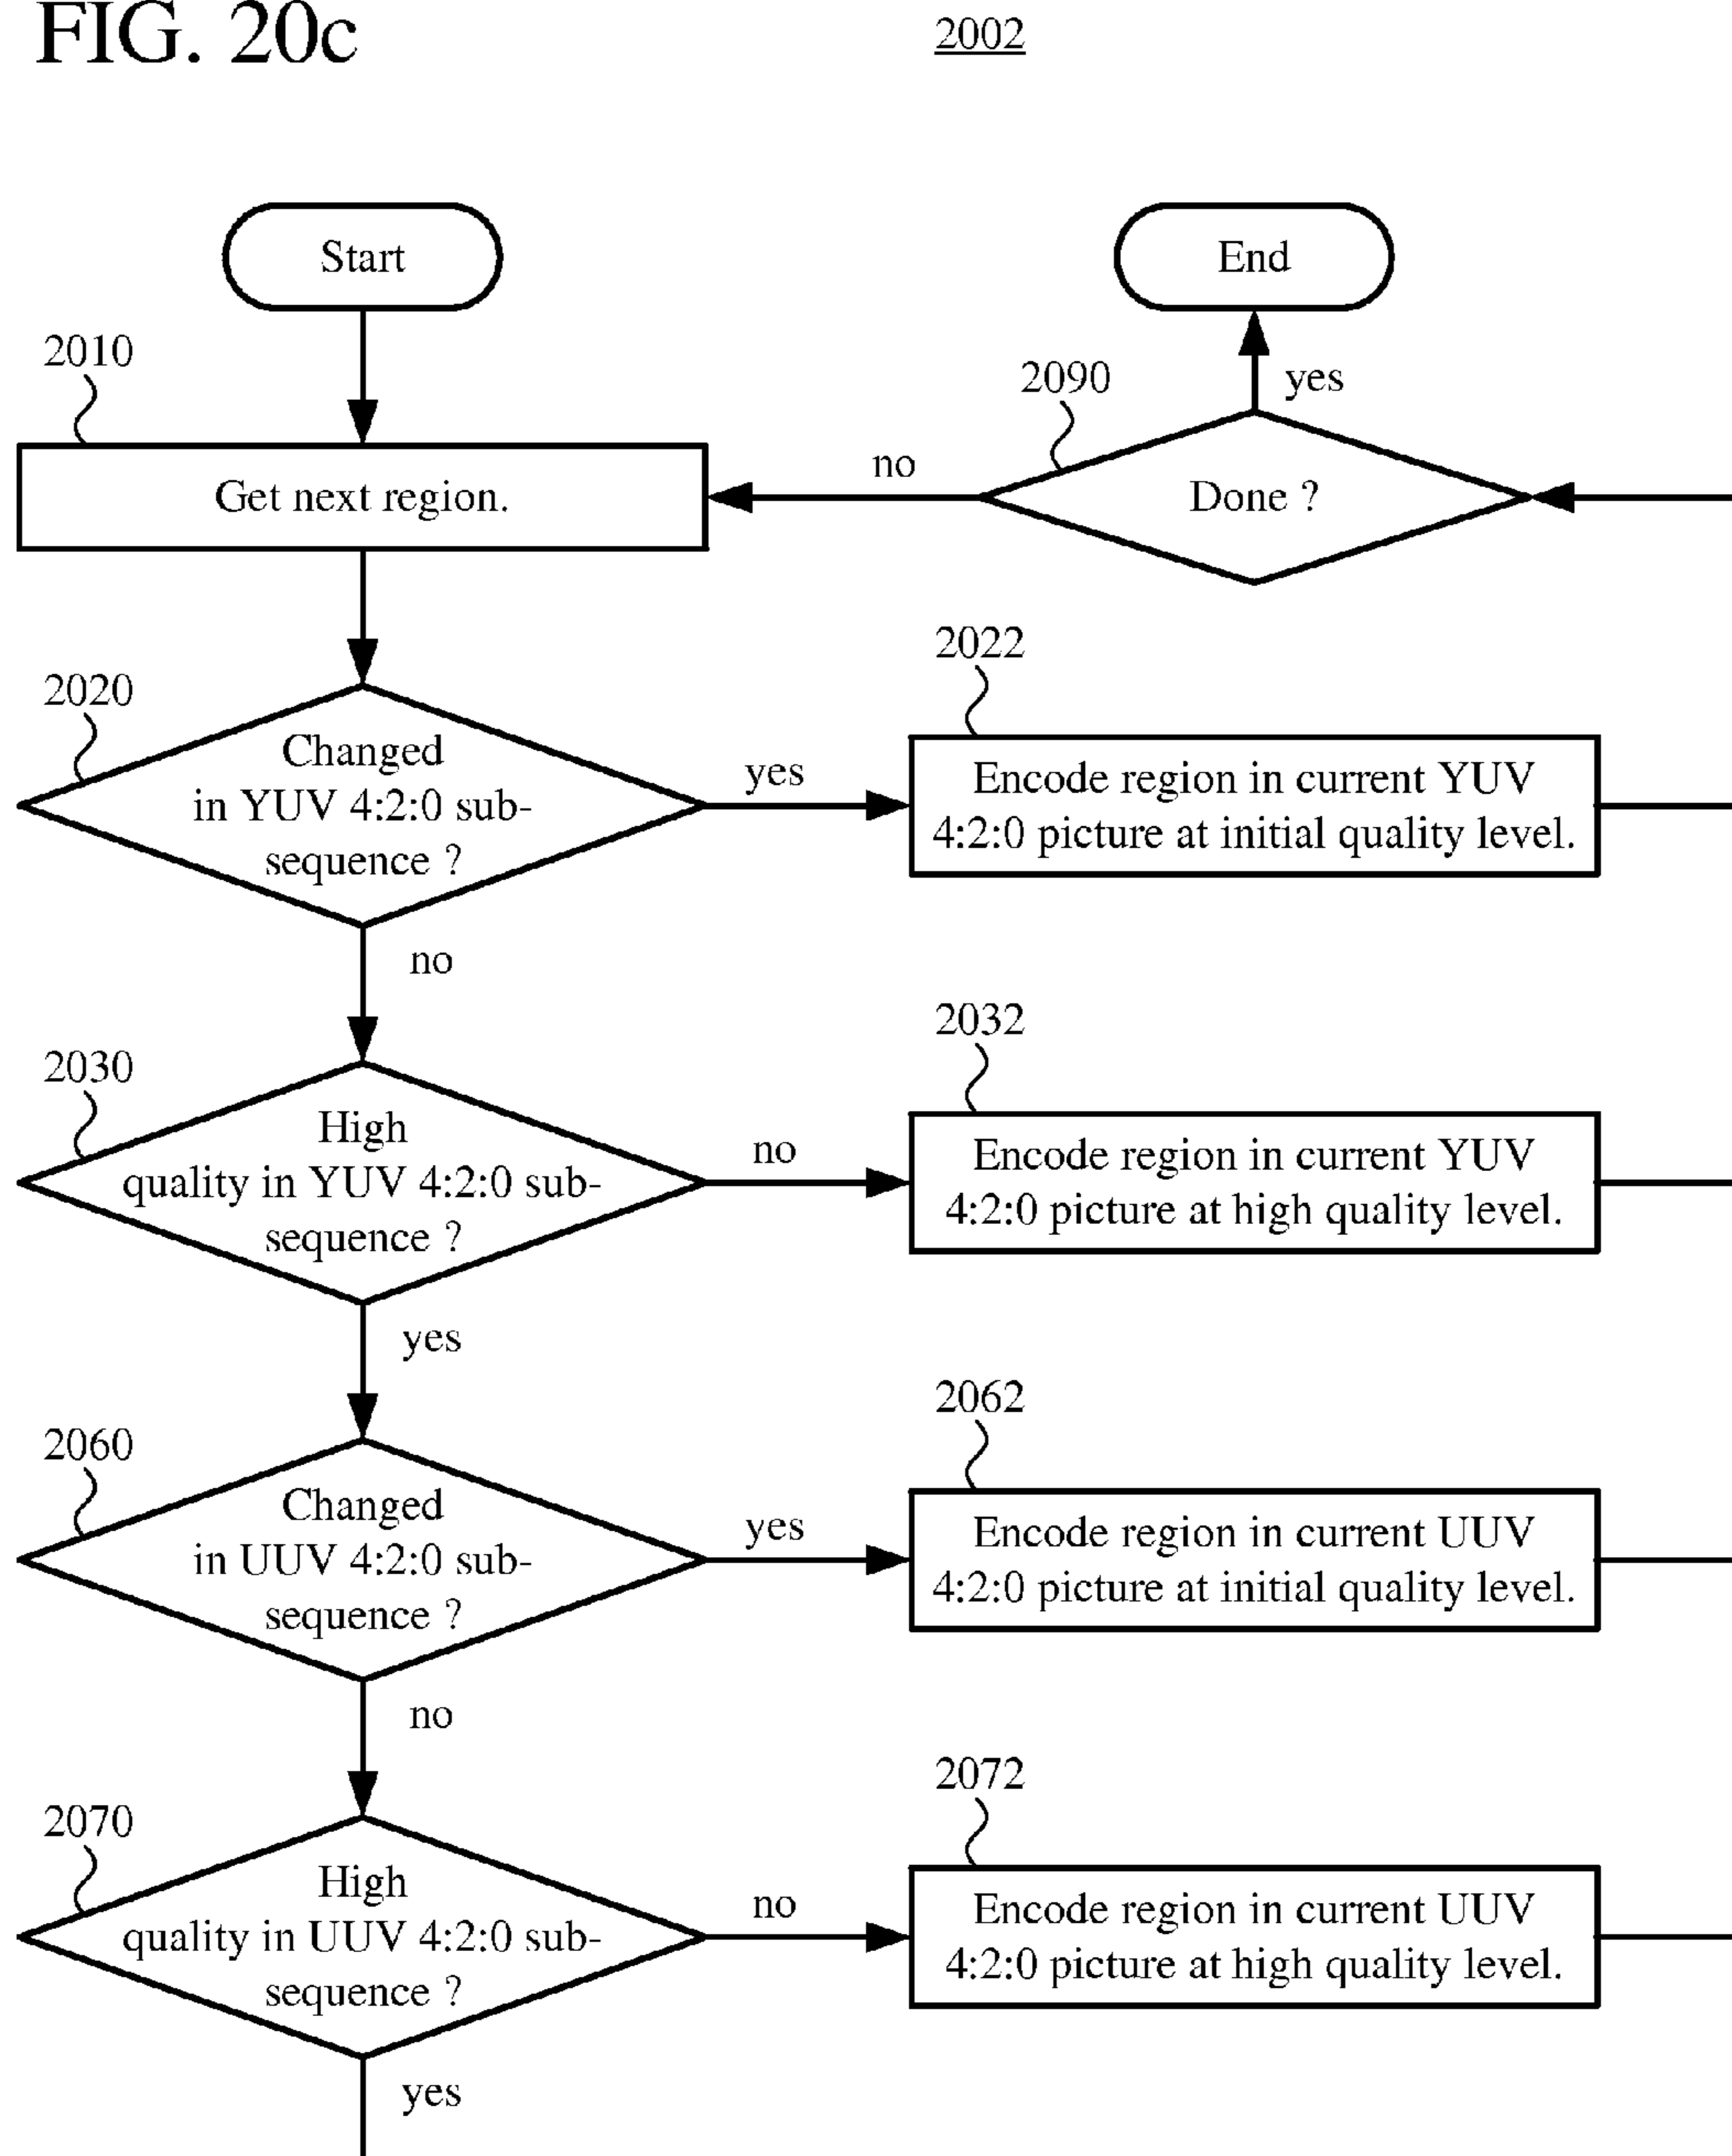 FIG. 20c
2002
Start
End
2010
2090
yes
Get next region.
no
Done ?
2020
2022
Changed
in YUV 4:2:0 sub-
sequence ?
yes
Encode region in current YUV
4:2:0 picture at initial quality level.
no
2030
2032
High
quality in YUV 4:2:0 sub-
sequence ?
no
Encode region in current YUV
4:2:0 picture at high quality level.
yes
2060
2062
Changed
in UUV 4:2:0 sub-
sequence ?
yes
Encode region in current UUV
4:2:0 picture at initial quality level.
no
2070
2072
High
quality in UUV 4:2:0 sub-
sequence ?
no
Encode region in current UUV
4:2:0 picture at high quality level.
yes